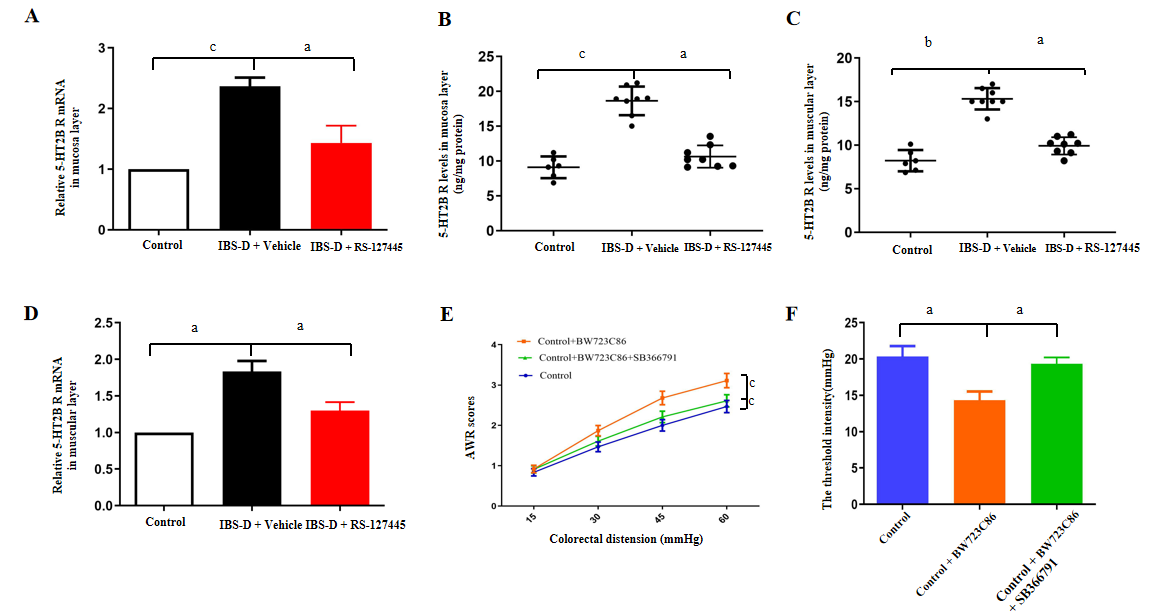 A
Relative 5-HT2B R mRNA
in mucosa layer
3
2
1
0
c
a
Control
IBS-D + Vehicle
IBS-D + RS-127445
B
5-HT2B R levels in mucosa layer
(ng/mg protein)
25
20
15
10
5
0
c
a
Control
IBS-D + Vehicle
IBS-D + RS-127445
C
5-HT2B R levels in muscular layer
(ng/mg protein)
20
15
10
5
0
b
a
Control
IBS-D + Vehicle
IBS-D + RS-127445
D
Relative 5-HT2B R mRNA
in muscular layer
2.5
2.0
1.5
1.0
0.5
0.0
a
a
Control
IBS-D + Vehicle
IBS-D + RS-127445
E
AWR scores
4
3
2
1
0
Control+BW723C86
Control+BW723C86+SB366791
Control
c
c
15
30
45
60
Colorectal distension (mmHg)
F
The threshold intensity(mmHg)
25
20
15
10
5
0
a
a
Control
Control + BW723C86
Control + BW723C86
+ SB366791